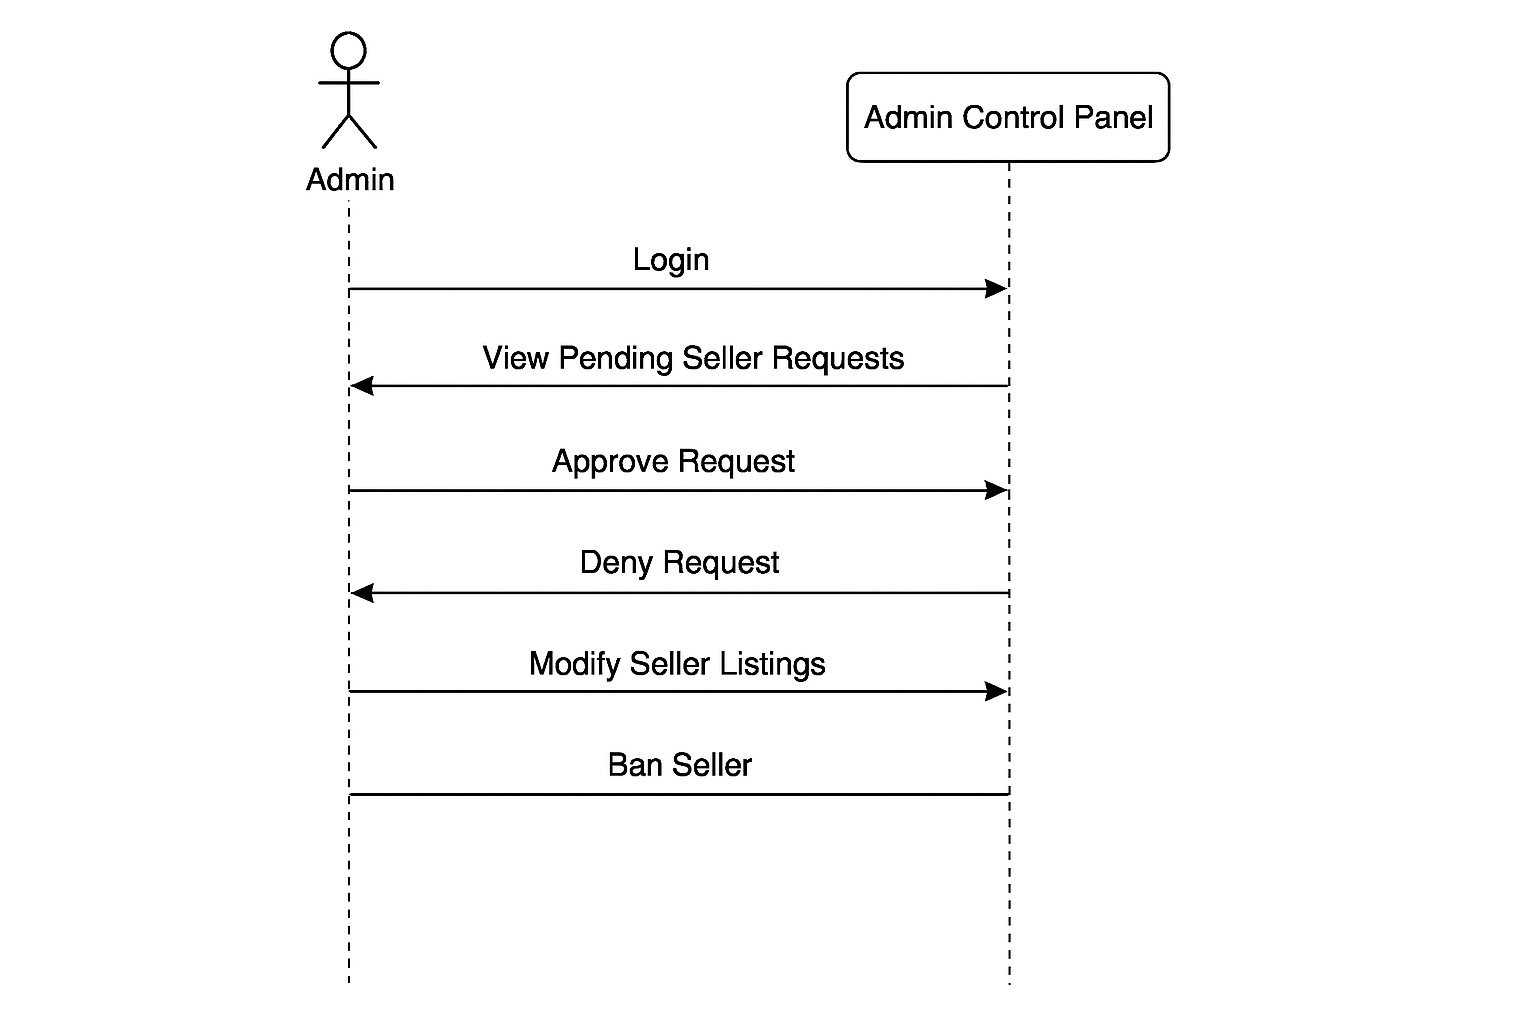 Admin
Admin Control Panel
Login
View Pending Seller Requests
Approve Request
Deny Request
Modify Seller Listings
Ban Seller